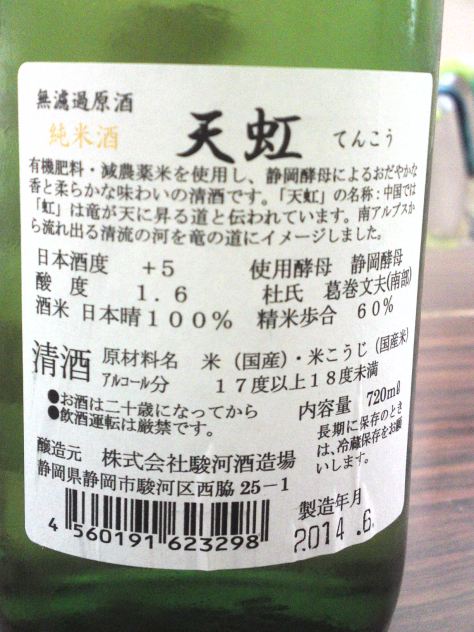 無濾過原酒
純米酒 天虹 てんこう
有機肥料・減農薬米を使用し、静岡酵母によるおだやかな
香と柔らかな味わいの清酒です。「天虹」の名称：中国では
「虹」は竜が天に昇る道と伝われています。南アルプスか
ら流れ出る清流の河を竜の道にイメージしました。
日本酒度 +5 使用酵母 静岡酵母
酸度 1.6 杜氏 葛巻文夫(南部)
酒米 日本晴100% 精米歩合 60%
清酒 原材料名 米（国産）・米こうじ（国産米）
アルコール分 17度以上18度未満
●お酒は二十歳になってから
●飲酒運転は厳禁です。
内容量 720mℓ
長期に保存のとき
は、冷蔵保存をお願
いします。
醸造元 株式会社駿河酒造場
静岡県静岡市駿河区西脇25-1
製造年月
2014.6
4 560191 623298